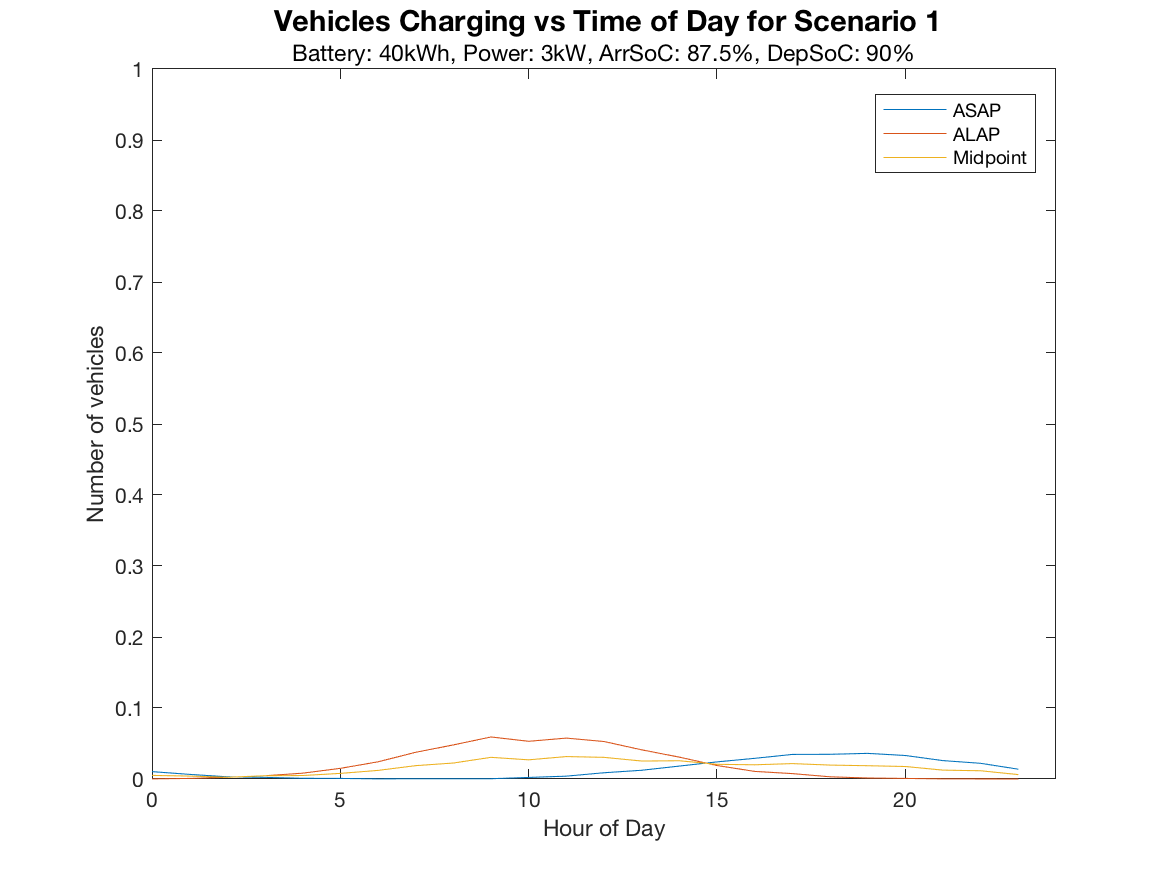 Vehicles Charging vs Time of Day for Scenario 1
Battery: 40kWh, Power: 3kW, ArrSoC: 87.5%, DepSoC: 90%
1
0.9
0.8
0.7
0.6
0.5
0.4
0.3
0.2
0.1
0
Number of vehicles
ASAP
ALAP
Midpoint
0 5 10 15 20
Hour of Day